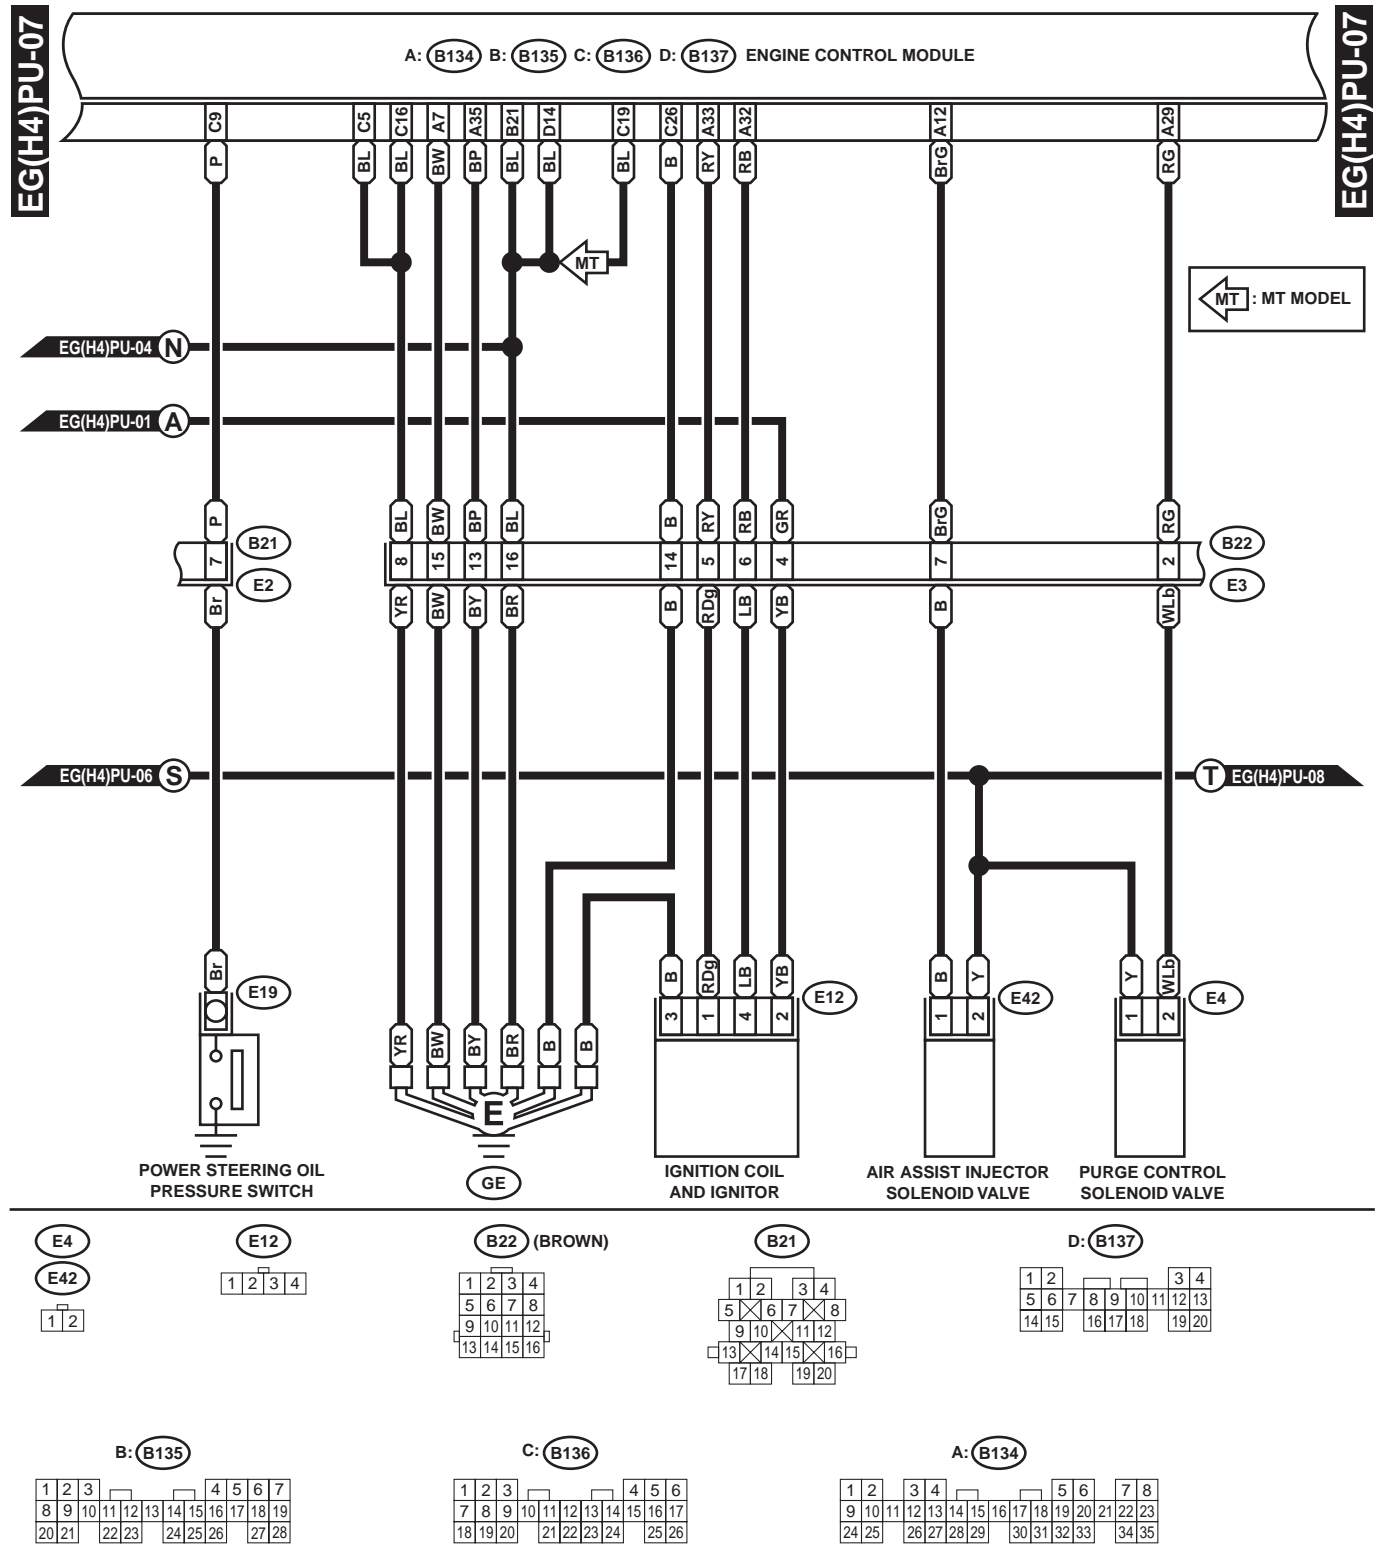 EG(H4)PU-07
EG(H4)PU-07
A: B134 B: B135 C: B136 D: B137 ENGINE CONTROL MODULE
C9 C5 C16 A7 A35 B21 D14 C19 C26 A33 A32 A12 A29
P BL BL BW BP BL BL BL B RY RB BrG RG
MT
MT : MT MODEL
EG(H4)PU-04 N
EG(H4)PU-01 A
P BL BW BP BL B RY RB GR BrG RG
B21 B22
7 8 15 13 16 14 5 6 4 7 2
E2 E3
Br YR BW BY BR B RDg LB YB B WLb
EG(H4)PU-06 S T EG(H4)PU-08
Br B RDg LB YB B Y Y WLb
E19 3 1 4 2 E12 1 2 E42 1 2 E4
YR BW BY BR B B
E
GE
POWER STEERING OIL
PRESSURE SWITCH
IGNITION COIL
AND IGNITOR
AIR ASSIST INJECTOR
SOLENOID VALVE
PURGE CONTROL
SOLENOID VALVE
E4
E42
1 2
E12
1 2 3 4
B22 (BROWN)
1 2 3 4
5 6 7 8
9 10 11 12
13 14 15 16
B21
1 2 3 4
5 6 7 8
9 10 11 12
13 14 15 16
17 18 19 20
D: B137
1 2 3 4
5 6 7 8 9 10 11 12 13
14 15 16 17 18 19 20
B: B135
1 2 3 4 5 6 7
8 9 10 11 12 13 14 15 16 17 18 19
20 21 22 23 24 25 26 27 28
C: B136
1 2 3 4 5 6
7 8 9 10 11 12 13 14 15 16 17
18 19 20 21 22 23 24 25 26
A: B134
1 2 3 4 5 6 7 8
9 10 11 12 13 14 15 16 17 18 19 20 21 22 23
24 25 26 27 28 29 30 31 32 33 34 35